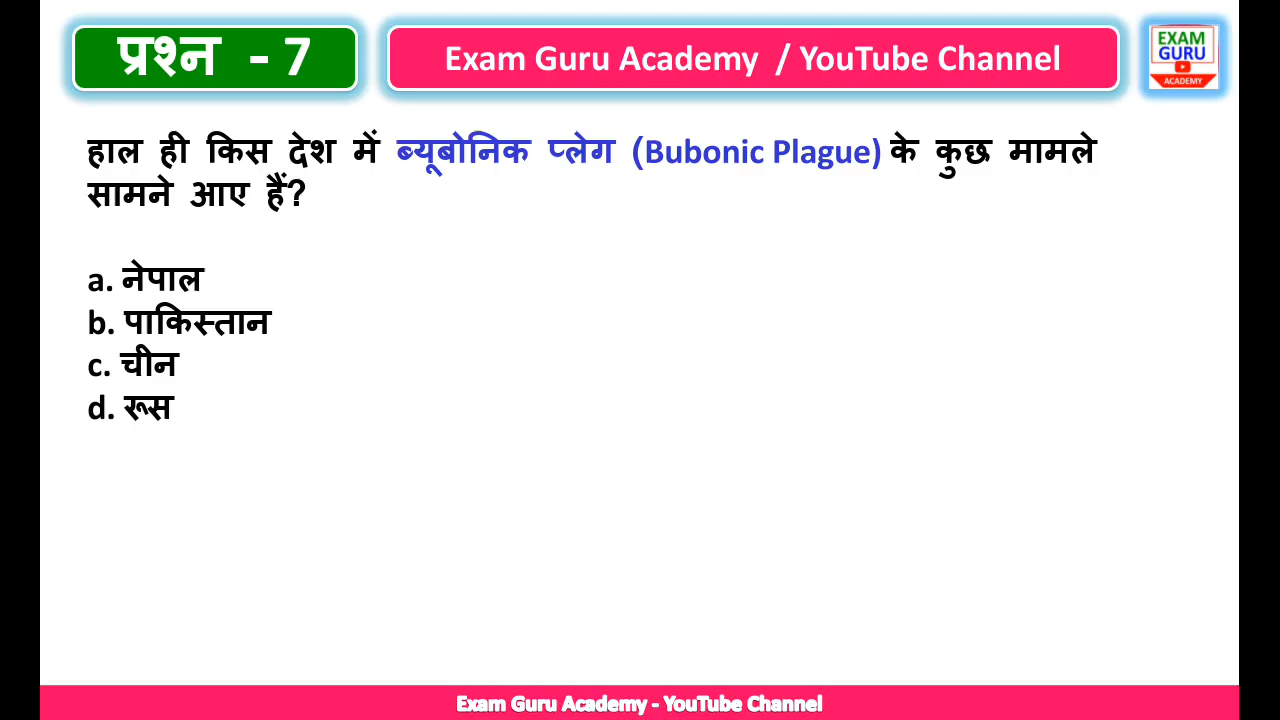 प्रश्न - 7
Exam Guru Academy / YouTube Channel
EXAM
GURU
ACADEMY
हाल ही किस देश में ब्यूबोनिक प्लेग (Bubonic Plague) के कुछ मामले
सामने आए हैं?
a. नेपाल
b. पाकिस्तान
c. चीन
d. रूस
Exam Guru Academy - YouTube Channel